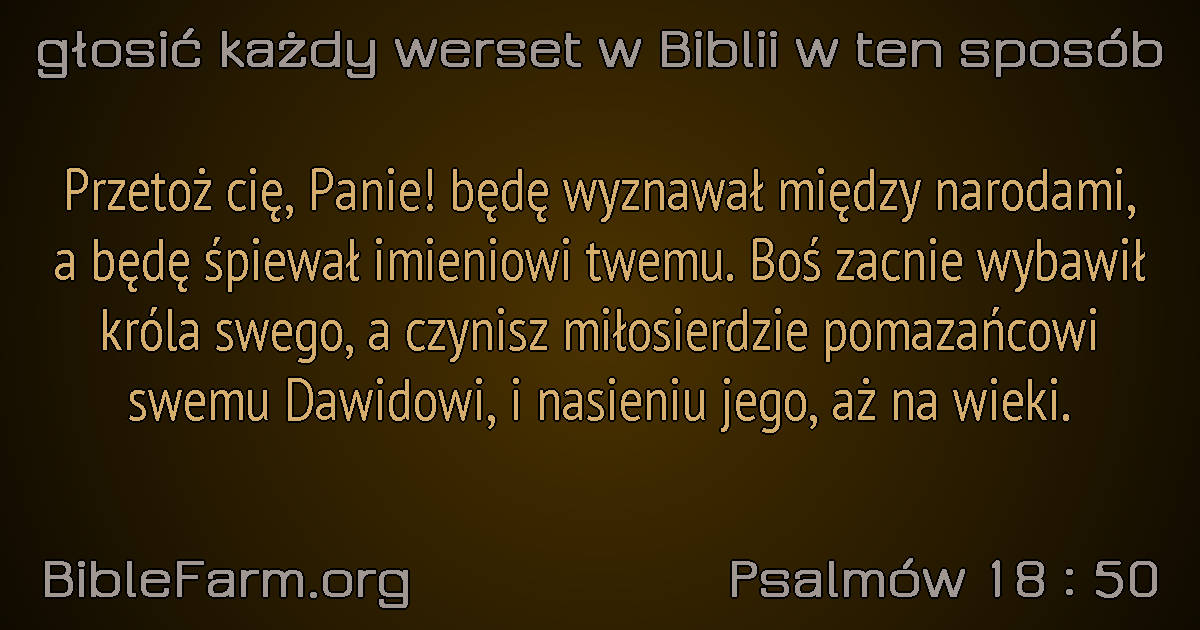 głosić każdy werset w Biblii w ten sposób
Przetoż cię, Panie! będę wyznawał między narodami,
a będę śpiewał imieniowi twemu. Boś zacnie wybawił
króla swego, a czynisz miłosierdzie pomazańcowi
swemu Dawidowi, i nasieniu jego, aż na wieki.
BibleFarm.org
Psalmów 18 : 50